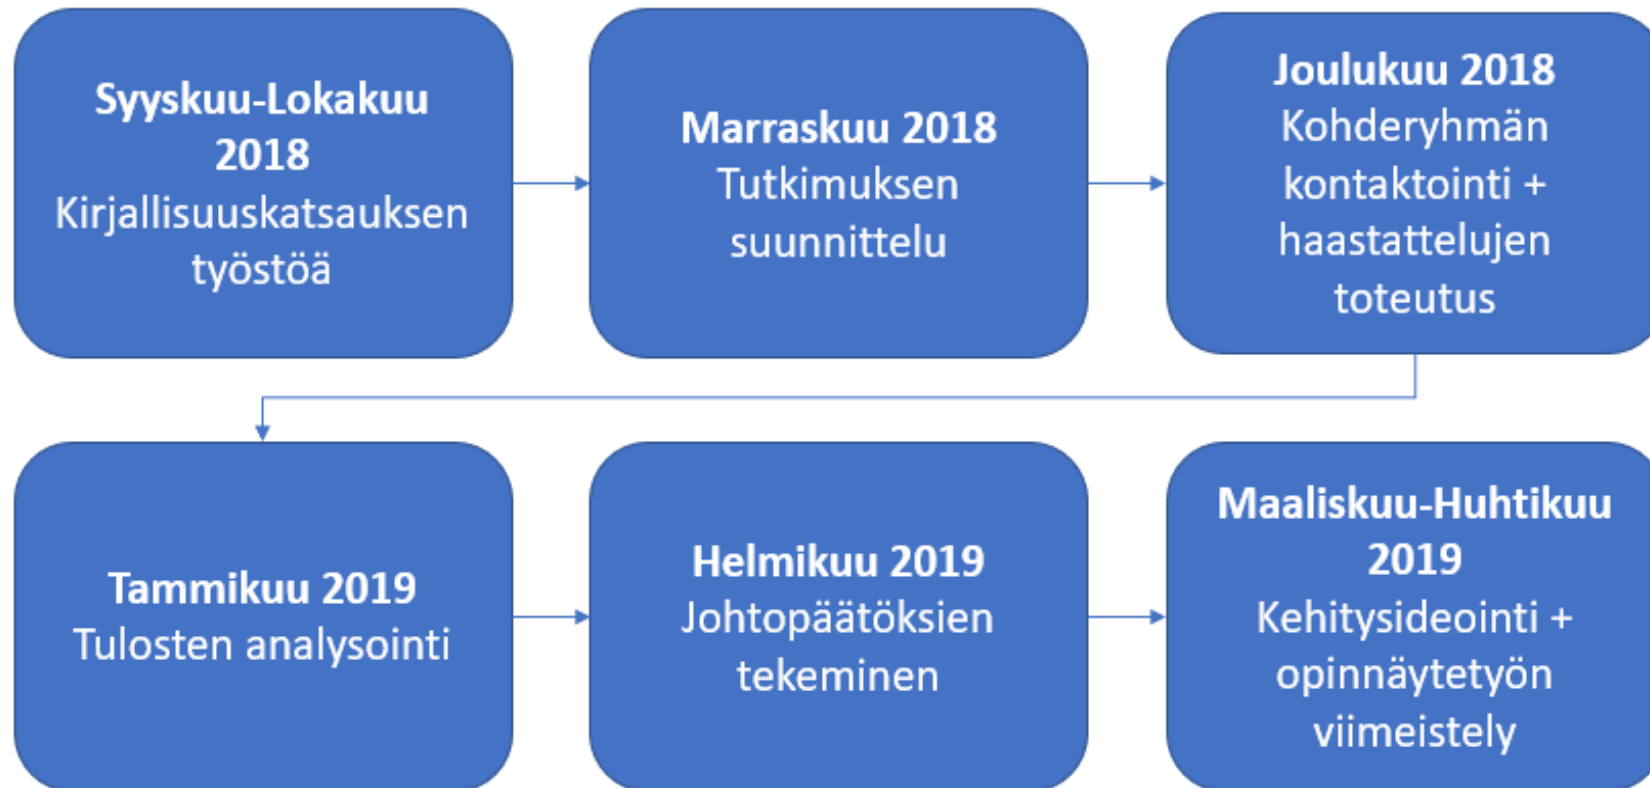 Syyskuu-Lokakuu
2018
Kirjallisuuskatsauksen
työstöä
Marraskuu 2018
Tutkimuksen
suunnittelu
Joulukuu 2018
Kohderyhmän
kontaktointi +
haastattelujen
toteutus
Tammikuu 2019
Tulosten analysointi
Helmikuu 2019
Johtopäätöksien
tekeminen
Maaliskuu-Huhtikuu
2019
Kehitysideointi +
opinnäytetyön
viimeistely